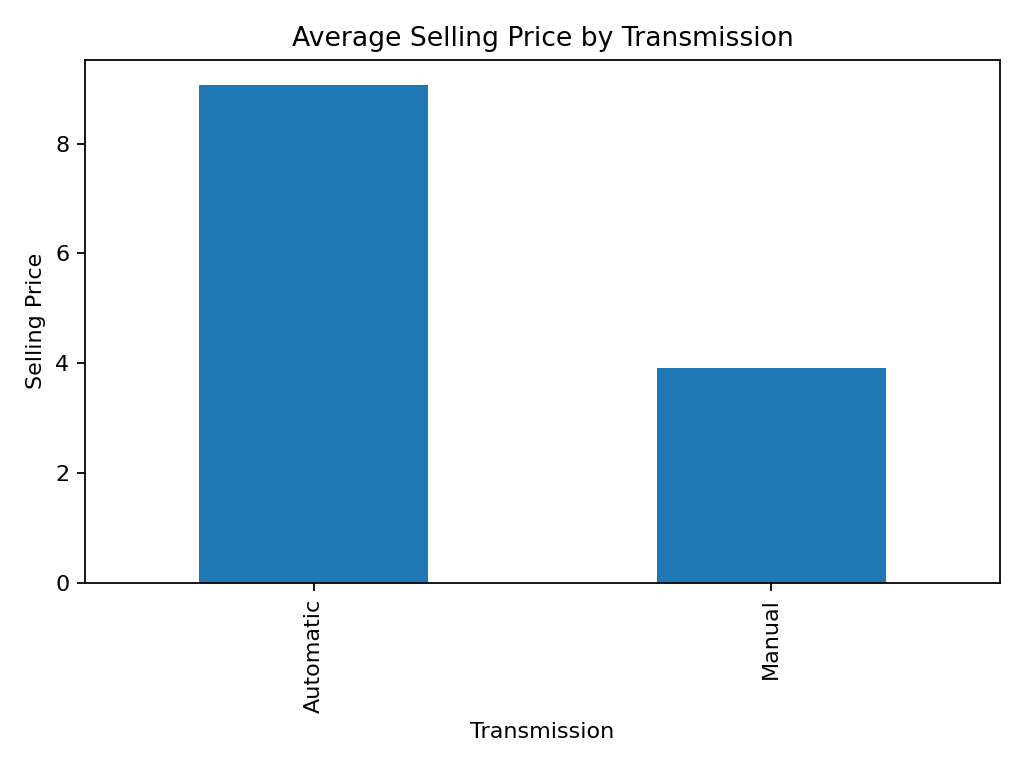 Average Selling Price by Transmission
Selling Price
8
6
4
2
0
Automatic
Manual
Transmission